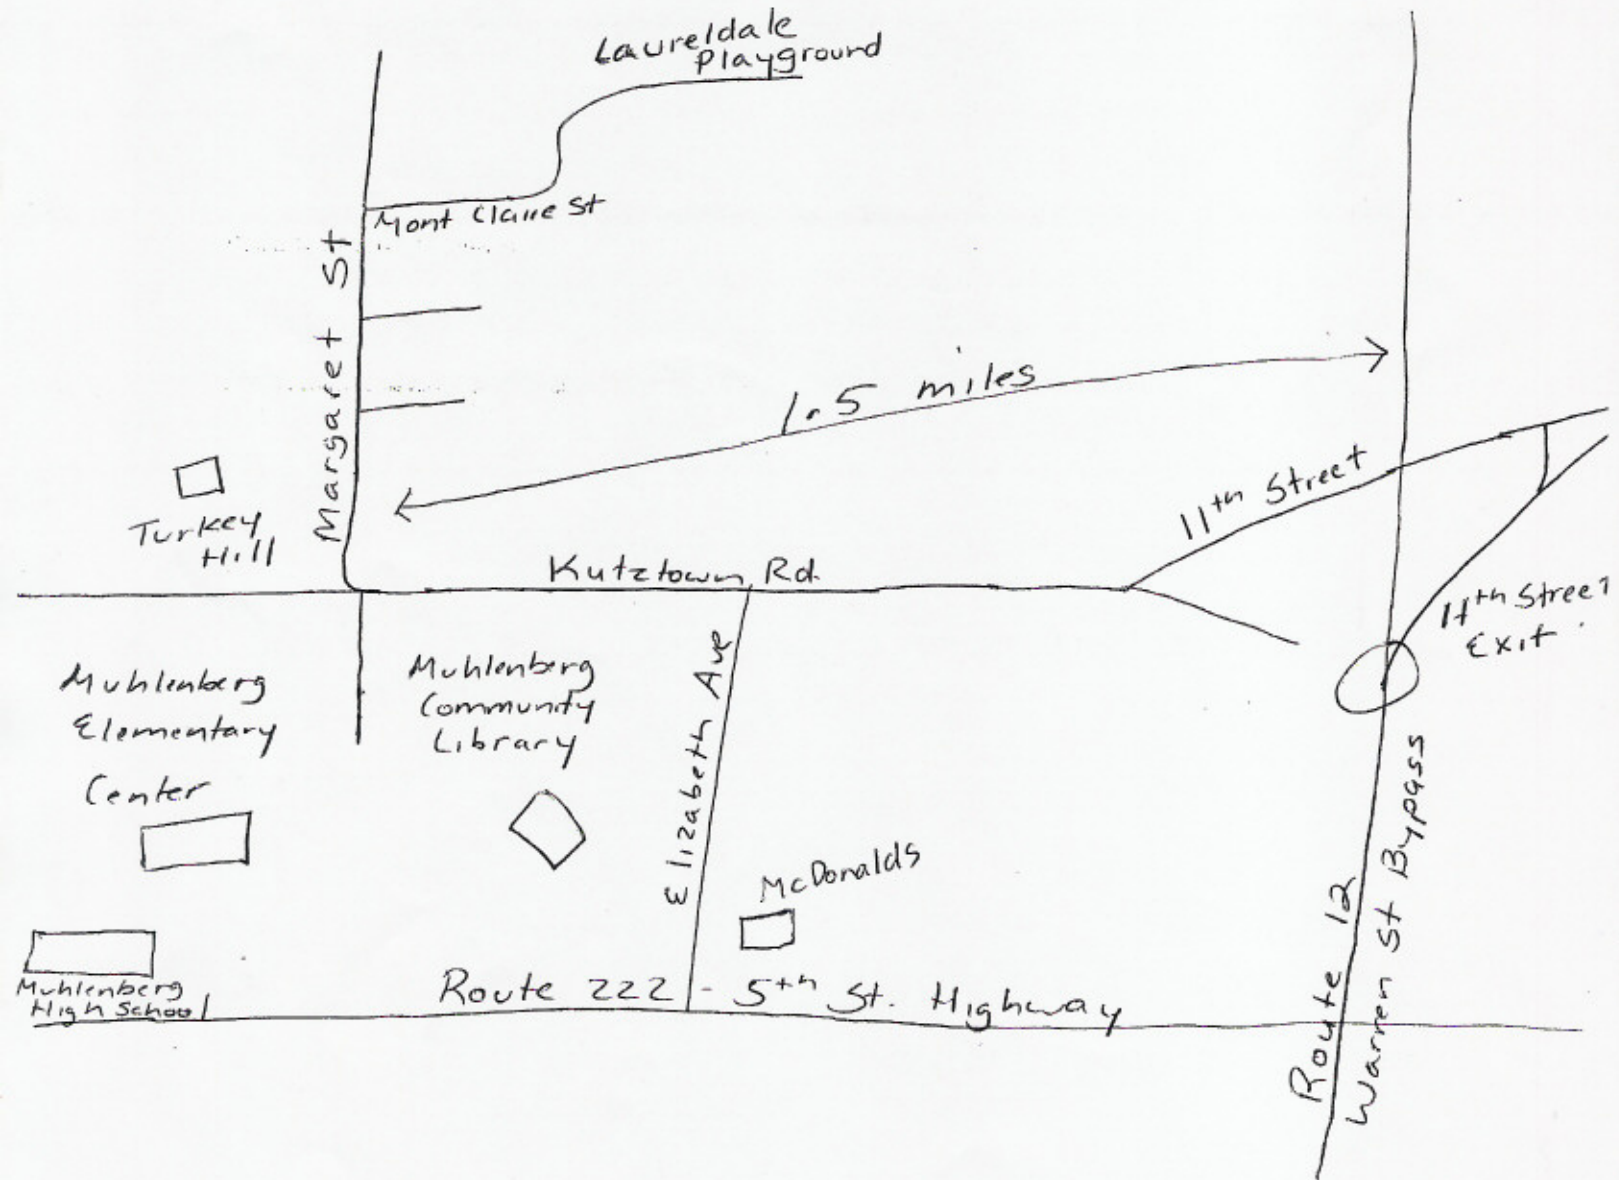 Laureldale
Playground
Mont Claire St
Margaret St
1.5 miles
11th Street
Turkey
Hill
Kutztown Rd.
11th Street
Exit
Muhlenberg
Elementary
Center
Muhlenberg
Community
Library
Elizabeth Ave
McDonalds
Route 12
Warren St Bypass
Muhlenberg
High School
Route 222 - 5th St. Highway